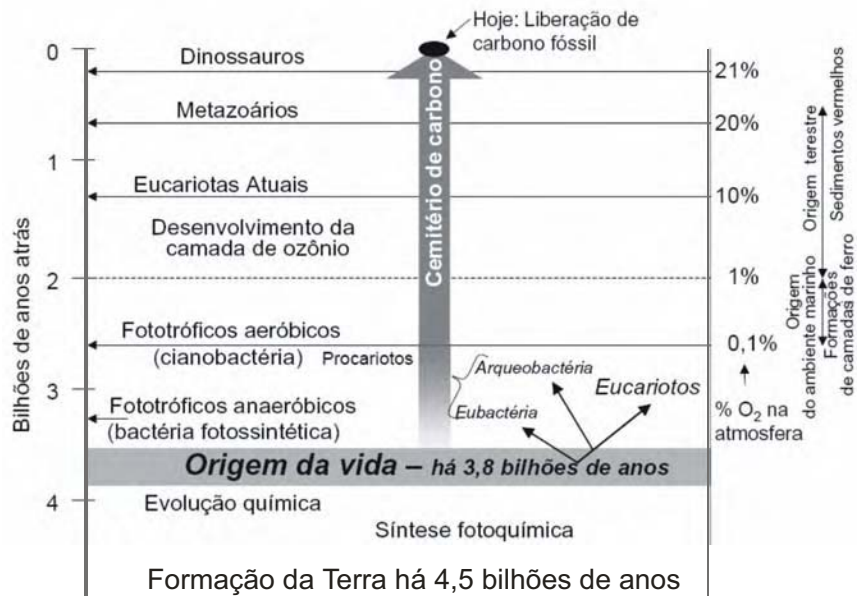 Hoje: Liberação de
carbono fóssil
0
Dinossauros
21%
Metazoários
20%
1
Eucariotas Atuais
10%
Desenvolvimento da
camada de ozônio
2
1%
Fototróficos aeróbicos
(cianobactéria)
Procariotos
0,1%
Arqueobactéria
Eucariotos
Eubactéria
3
Fototróficos anaeróbicos
(bactéria fotossintética)
% O₂ na
atmosfera
Origem da vida – há 3,8 bilhões de anos
4
Evolução química
Síntese fotoquímica
Formação da Terra há 4,5 bilhões de anos
Bilhões de anos atrás
Cemitério de carbono
Origem terestre
Sedimentos vermelhos
Origem
do ambiente marinho
Formações
de camadas de ferro